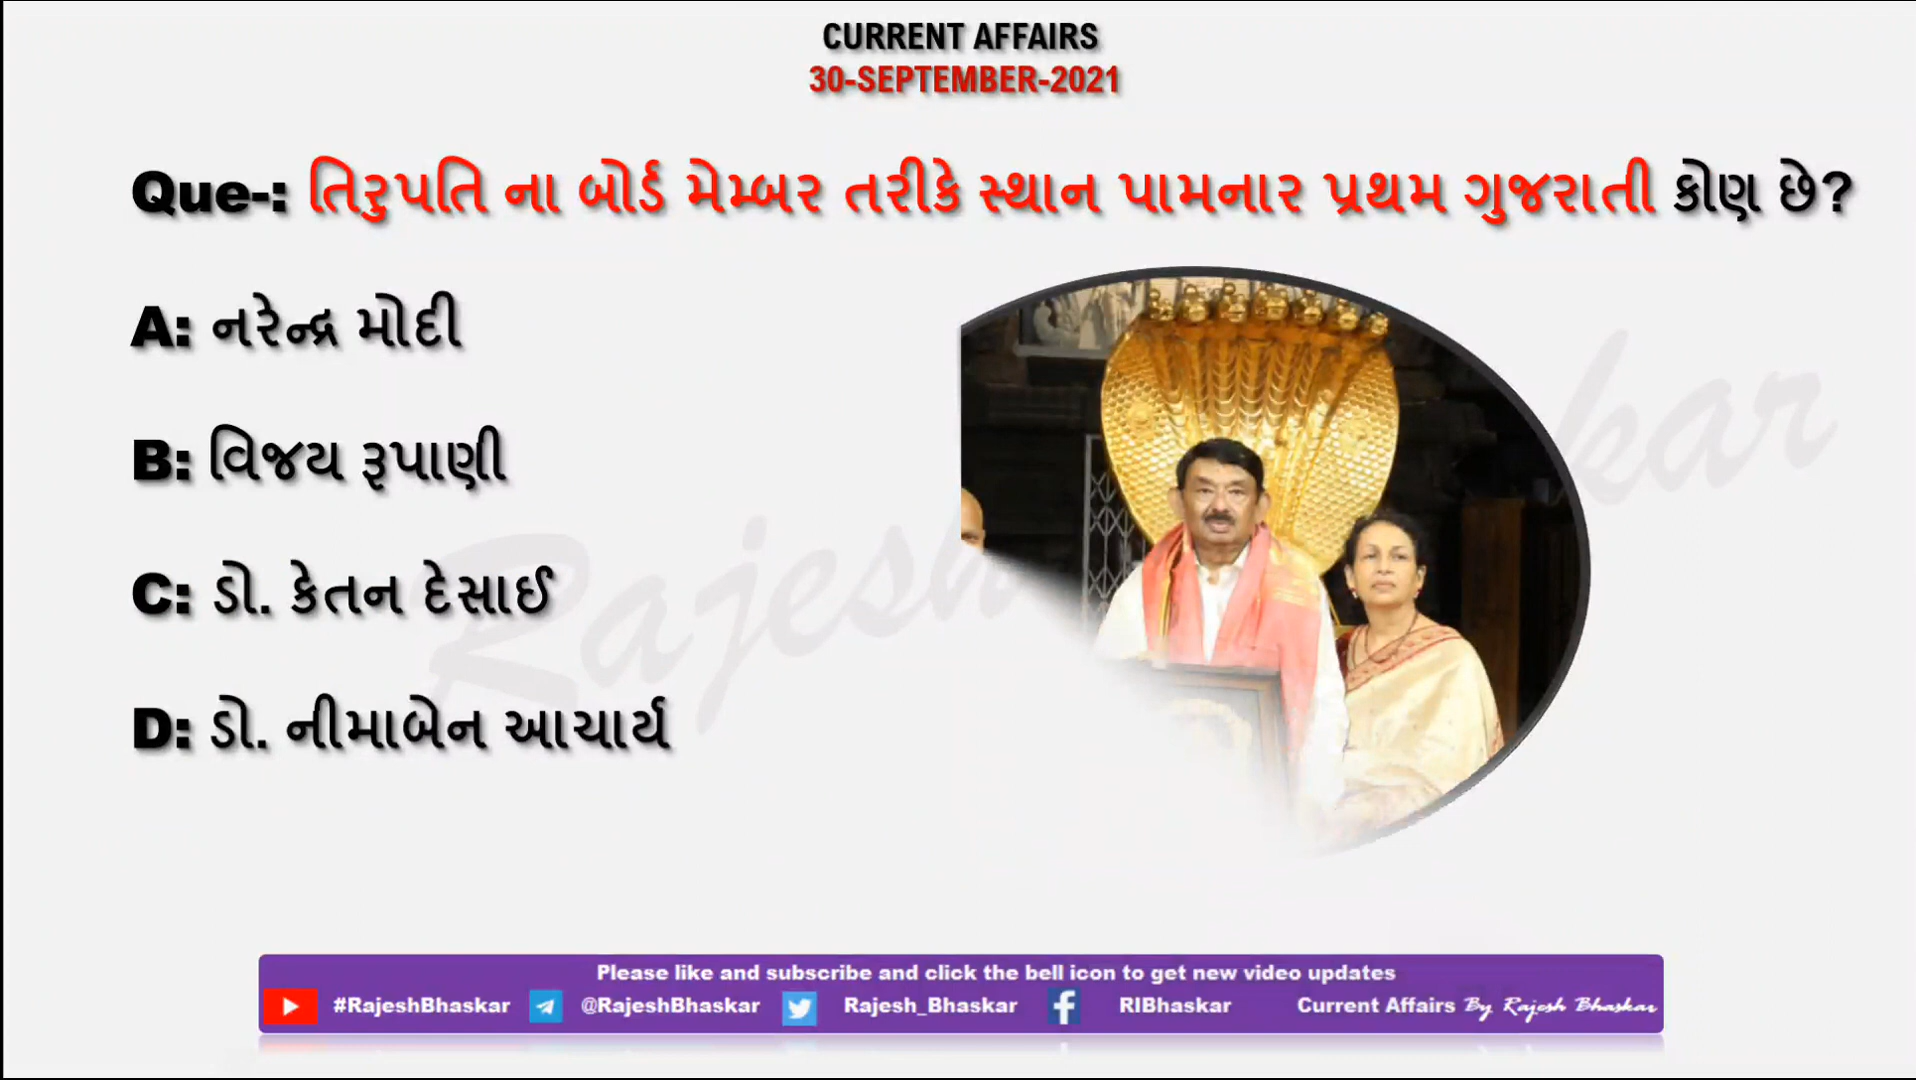 CURRENT AFFAIRS
30-SEPTEMBER-2021
Que-: તિરુપતિ ના બોર્ડ મેમ્બર તરીકે સ્થાન પામનાર પ્રથમ ગુજરાતી કોણ છે?
A: નરેન્દ્ર મોદી
B: વિજય રૂપાણી
C: ડો. કેતન દેસાઈ
D: ડો. નીમાબેન આચાર્ય
Rajesh kar
Please like and subscribe and click the bell icon to get new video updates
#RajeshBhaskar @RajeshBhaskar Rajesh_Bhaskar RIBhaskar Current Affairs By Rajesh Bhaskar